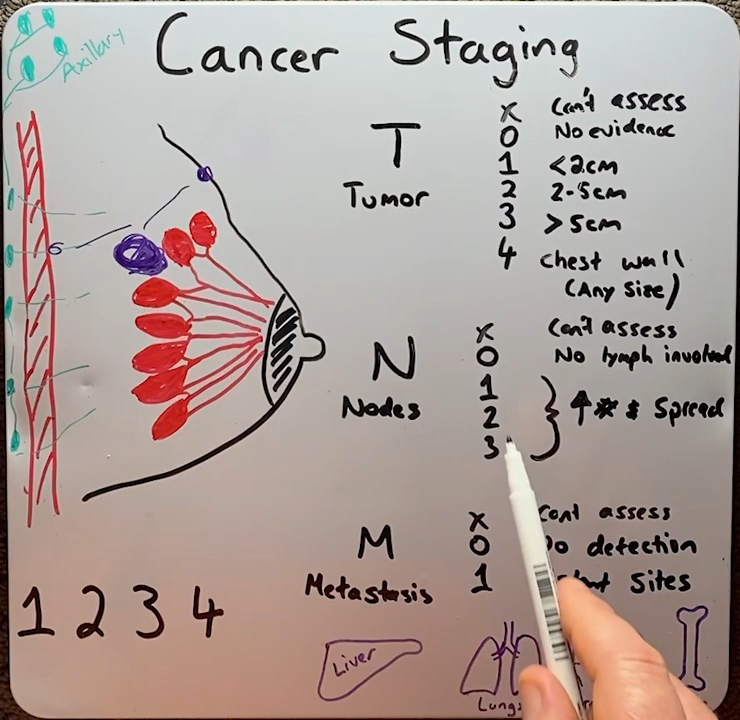 Cancer Staging
Axillary
T
Tumor
X Can't assess
0 No evidence
1 <2cm
2 2-5cm
3 >5cm
4 Chest wall
(Any Size)
N
Nodes
X Can't assess
0 No lymph involved
1
2 } ↑ # & Spread
3
M
Metastasis
X Cont assess
0 No detection
1 Sites
1 2 3 4
Liver
Lungs